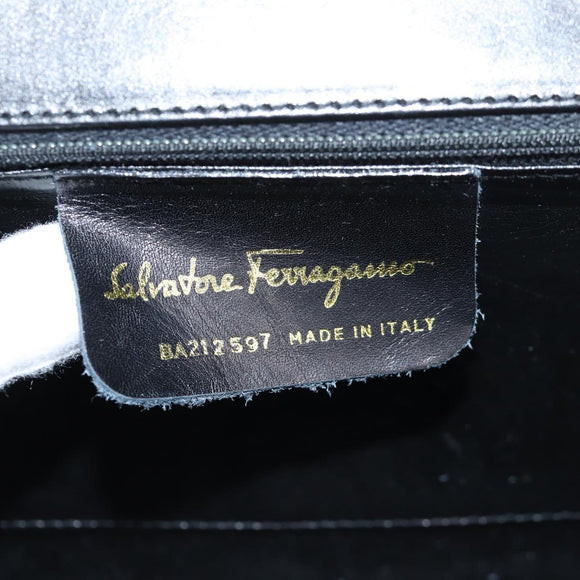 Salvatore Ferragamo
BA212597 MADE IN ITALY